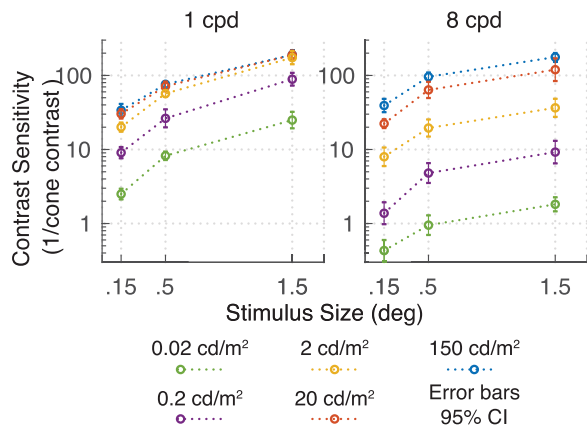 1 cpd
8 cpd
Contrast Sensitivity
(1/cone contrast)
100
10
1
100
10
1
.15
.5
1.5
.15
.5
1.5
Stimulus Size (deg)
0.02 cd/m²
2 cd/m²
150 cd/m²
0.2 cd/m²
20 cd/m²
Error bars
95% CI